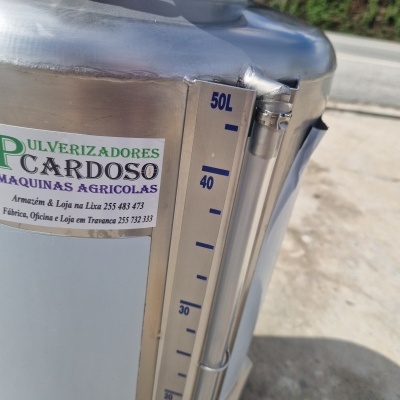 PULVERIZADORES
CARDOSO
MAQUINAS AGRICOLAS
Armazém & Loja na Lixa 255 483 473
Fábrica, Oficina e Loja em Travanca 255 732 333
50L
40
30
20